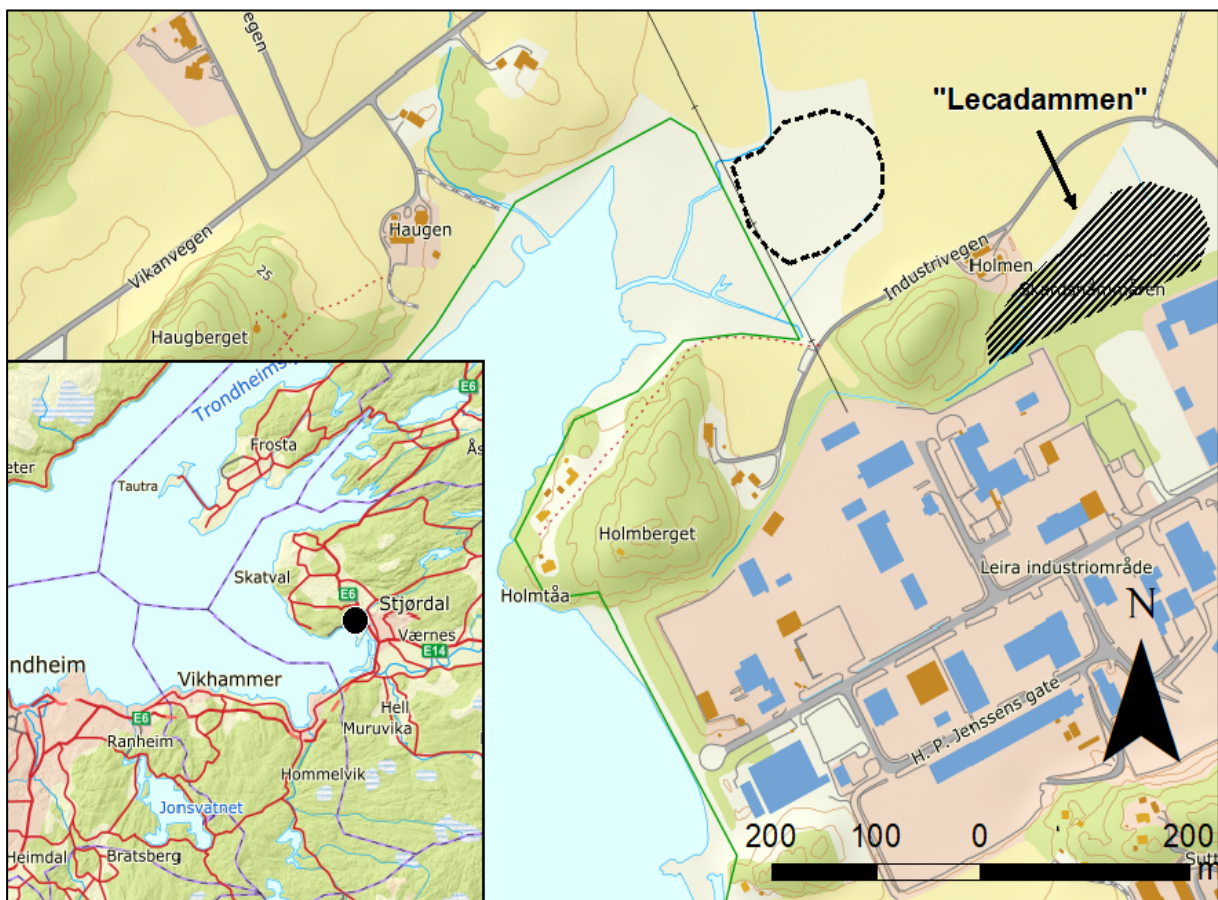 egen
"Lecadammen"
Haugen
Vikanvegen
25
Haugberget
Industrivegen
Holmen
Skardshammaren
Holmberget
Holmtåa
Leira industriområde
N
H. P. Jenssens gate
200 100 0 200
m
Sutt
Trondheims
E6
Frosta
Ås
eter
Tautra
Skatval
E6
Stjørdal
Værnes
E14
ndheim
Vikhammer
Hell
E6
Muruvika
Ranheim
Hommelvik
Jonsvatnet
Heimdal
Bratsberg